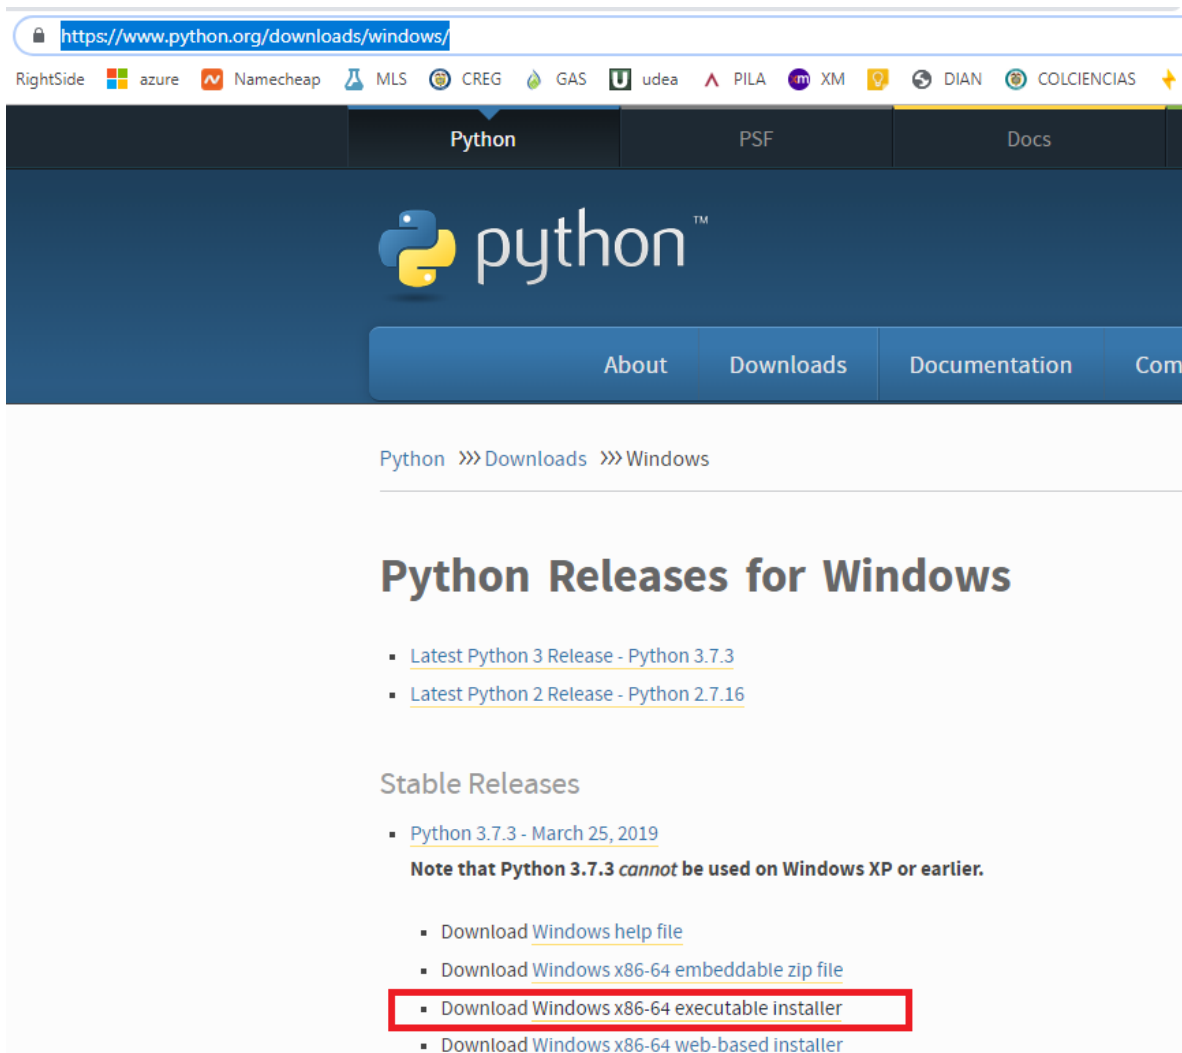 https://www.python.org/downloads/windows/
RightSide azure Namecheap MLS CREG GAS udea PILA XM DIAN COLCIENCIAS
Python PSF Docs
python™
About Downloads Documentation Com
Python >>> Downloads >>> Windows
Python Releases for Windows
Latest Python 3 Release - Python 3.7.3
Latest Python 2 Release - Python 2.7.16
Stable Releases
Python 3.7.3 - March 25, 2019
Note that Python 3.7.3 cannot be used on Windows XP or earlier.
Download Windows help file
Download Windows x86-64 embeddable zip file
Download Windows x86-64 executable installer
Download Windows x86-64 web-based installer